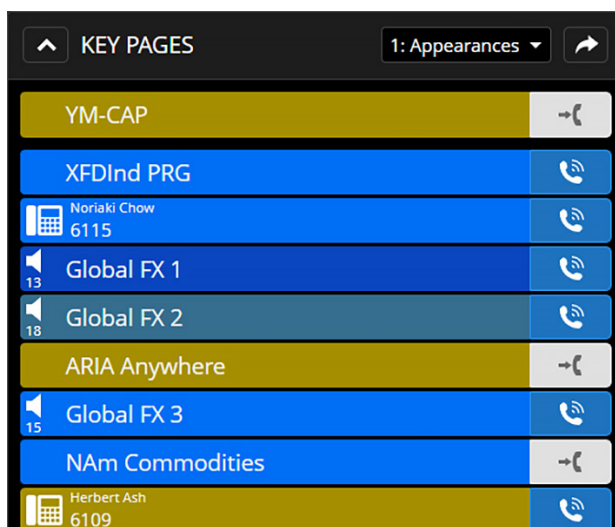 KEY PAGES
1: Appearances
YM-CAP
XFDInd PRG
Noriaki Chow
6115
13
Global FX 1
18
Global FX 2
ARIA Anywhere
15
Global FX 3
NAm Commodities
Herbert Ash
6109